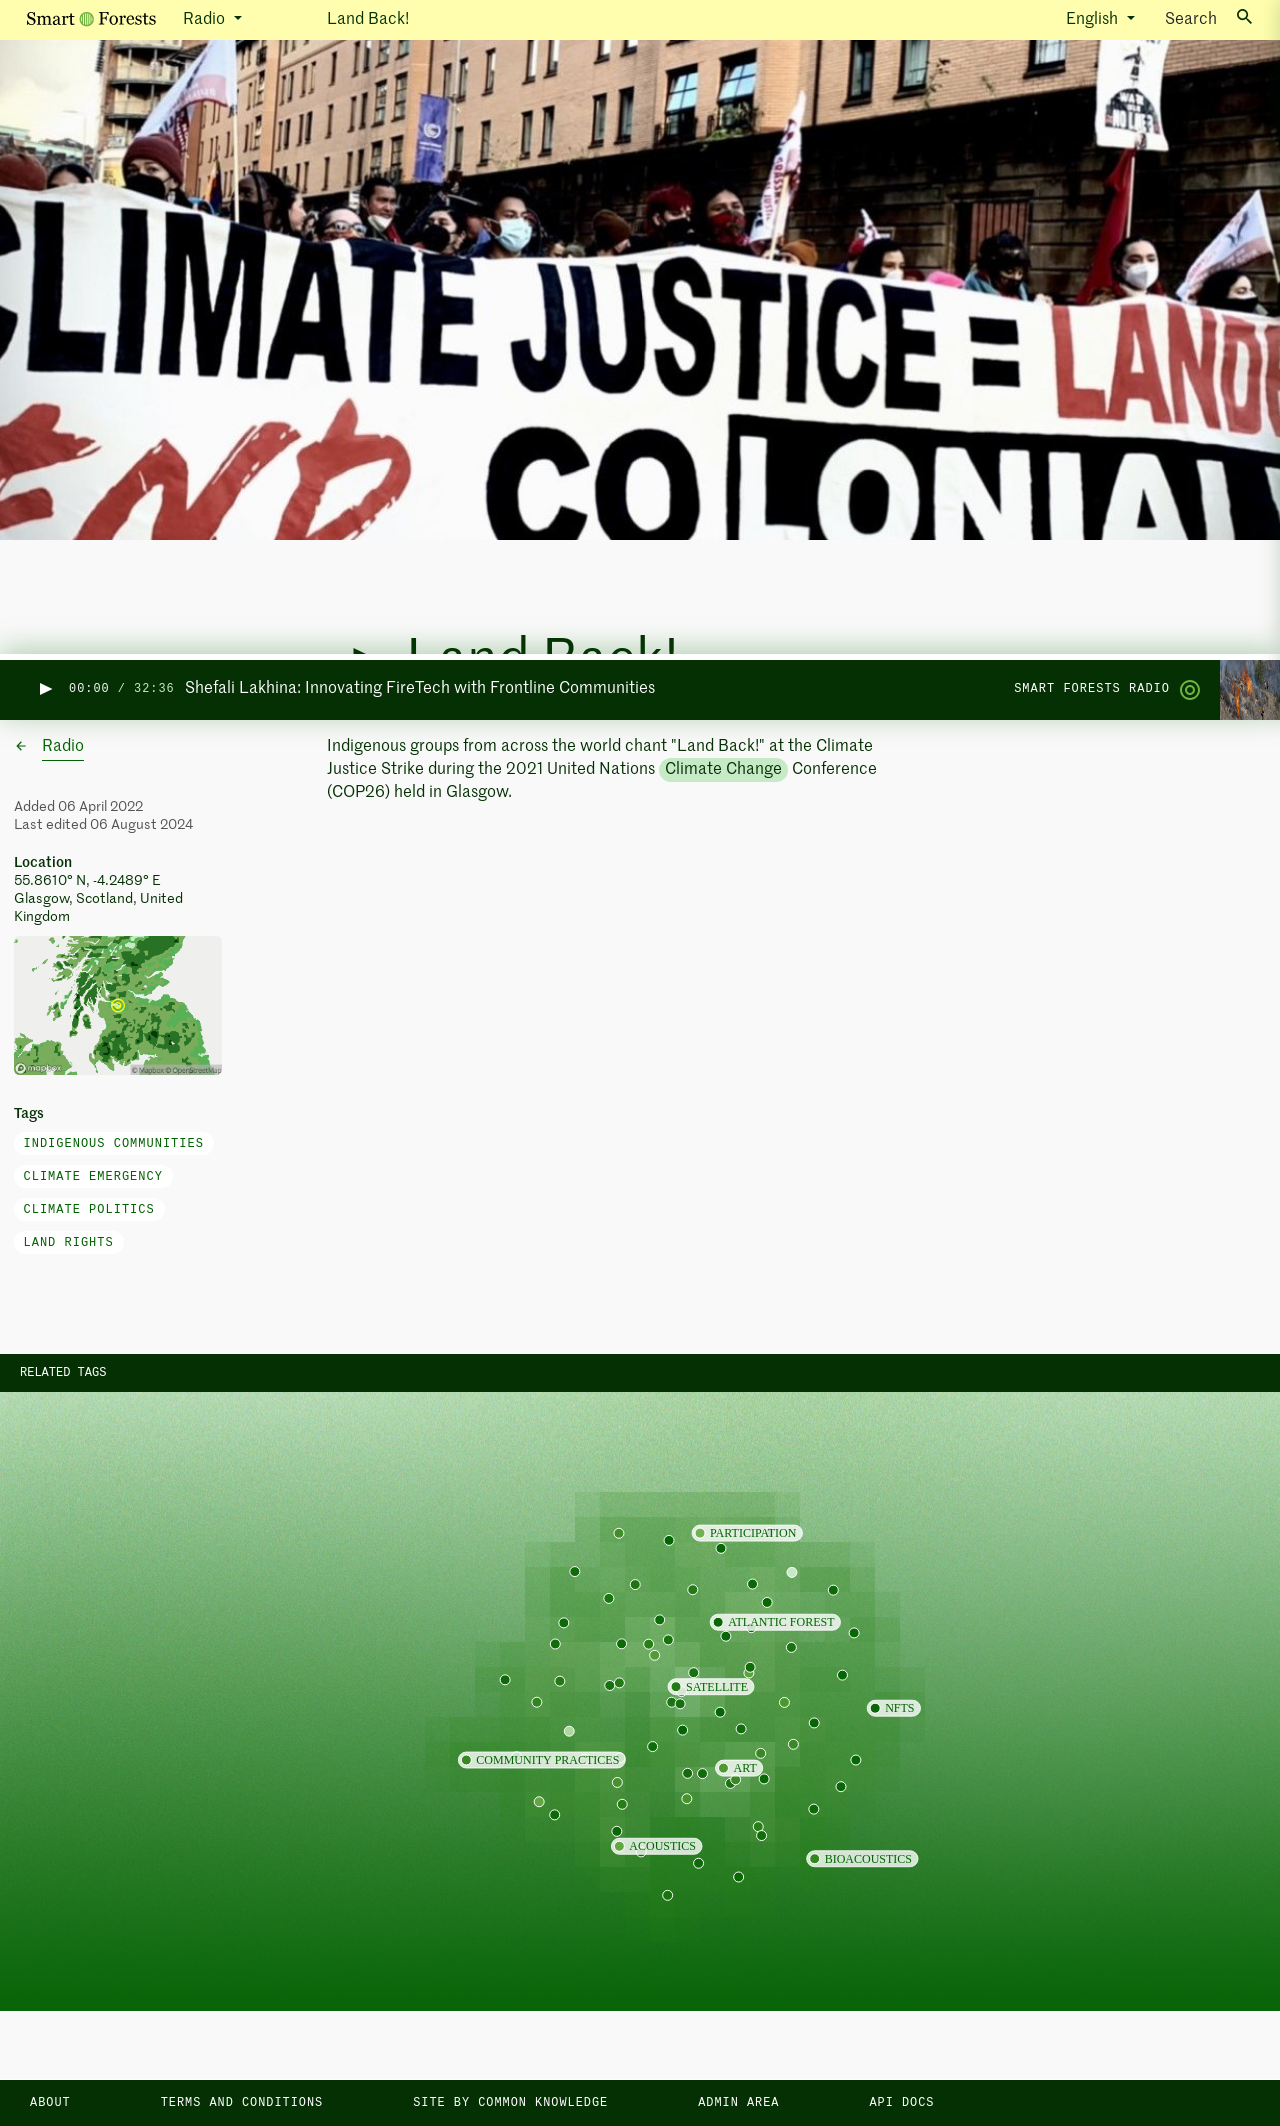 Smart Forests Radio Land Back! English Search
NO LIES
CLIMATE JUSTICE = LAND
END COLONIAL
Land Back!
00:00 / 32:36 Shefali Lakhina: Innovating FireTech with Frontline Communities SMART FORESTS RADIO
Radio
Indigenous groups from across the world chant "Land Back!" at the Climate
Justice Strike during the 2021 United Nations Climate Change Conference
(COP26) held in Glasgow.
Added 06 April 2022
Last edited 06 August 2024
Location
55.8610° N, -4.2489° E
Glasgow, Scotland, United
Kingdom
mapbox © Mapbox © OpenStreetMap
Tags
INDIGENOUS COMMUNITIES
CLIMATE EMERGENCY
CLIMATE POLITICS
LAND RIGHTS
RELATED TAGS
PARTICIPATION
ATLANTIC FOREST
SATELLITE
NFTS
COMMUNITY PRACTICES
ART
ACOUSTICS
BIOACOUSTICS
ABOUT TERMS AND CONDITIONS SITE BY COMMON KNOWLEDGE ADMIN AREA API DOCS